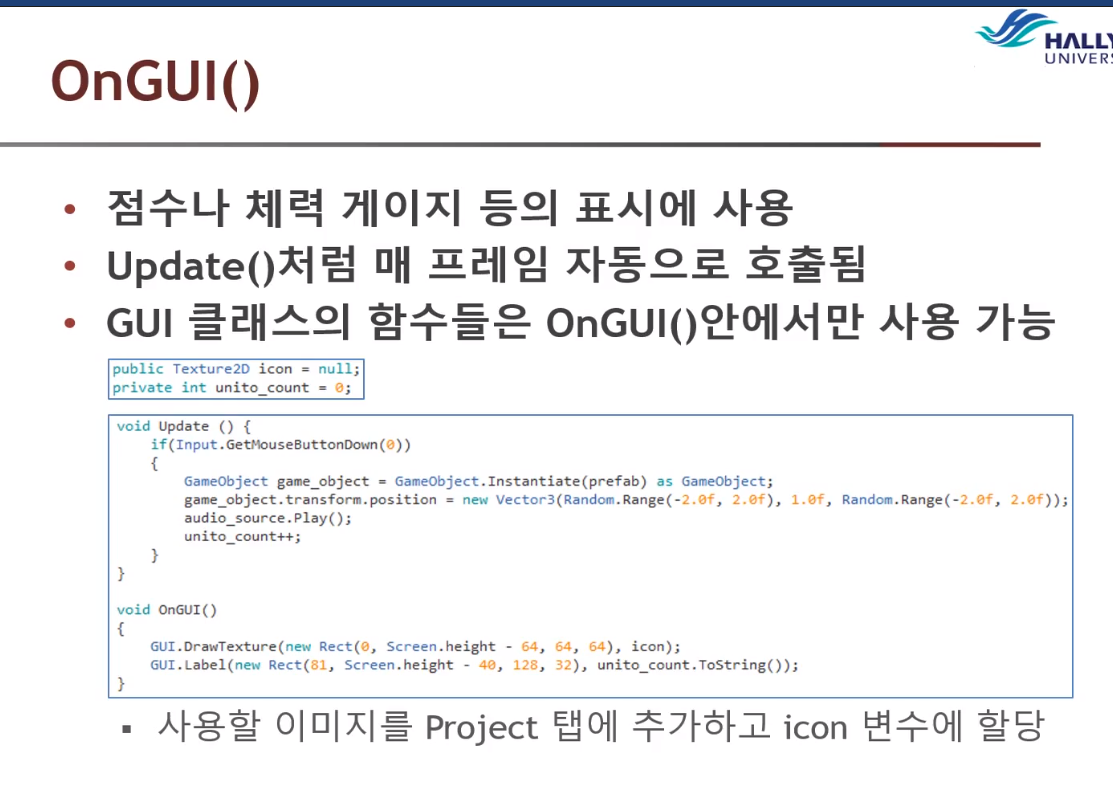 HALLY
UNIVERS
OnGUI()
• 점수나 체력 게이지 등의 표시에 사용
• Update()처럼 매 프레임 자동으로 호출됨
• GUI 클래스의 함수들은 OnGUI()안에서만 사용 가능
public Texture2D icon = null;
private int unito_count = 0;
void Update () {
    if(Input.GetMouseButtonDown(0))
    {
        GameObject game_object = GameObject.Instantiate(prefab) as GameObject;
        game_object.transform.position = new Vector3(Random.Range(-2.0f, 2.0f), 1.0f, Random.Range(-2.0f, 2.0f));
        audio_source.Play();
        unito_count++;
    }
}
void OnGUI()
{
    GUI.DrawTexture(new Rect(0, Screen.height - 64, 64, 64), icon);
    GUI.Label(new Rect(81, Screen.height - 40, 128, 32), unito_count.ToString());
}
▪ 사용할 이미지를 Project 탭에 추가하고 icon 변수에 할당